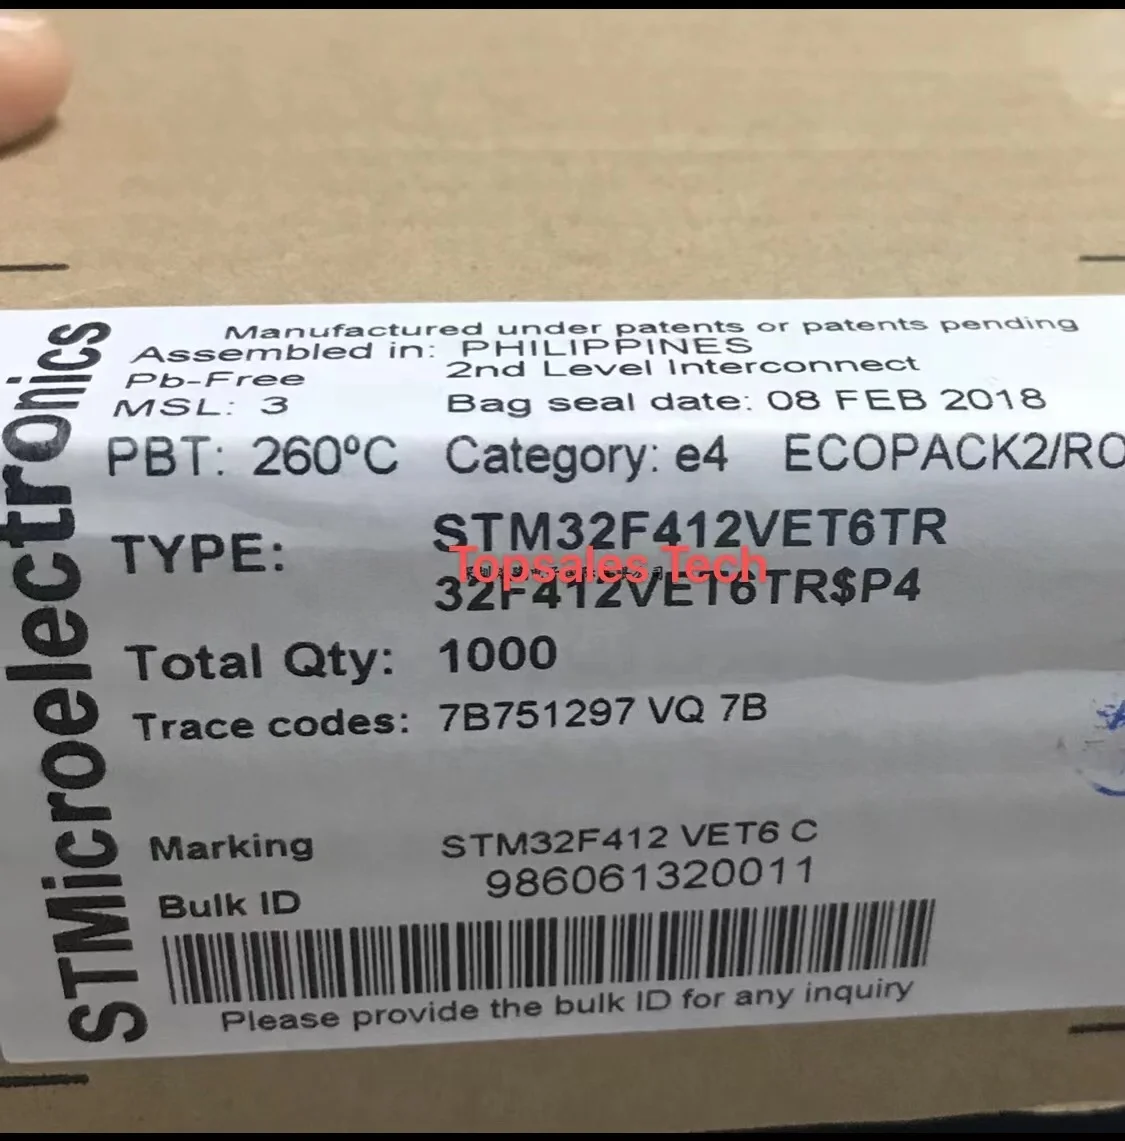 STMicroelectronics
Manufactured under patents or patents pending
Assembled in: PHILIPPINES
Pb-Free 2nd Level Interconnect
MSL: 3 Bag seal date: 08 FEB 2018
PBT: 260ºC Category: e4 ECOPACK2/RO
TYPE: STM32F412VET6TR
Topsales Tech
32F412VET6TR$P4
Total Qty: 1000
Trace codes: 7B751297 VQ 7B
Marking STM32F412 VET6 C
Bulk ID 986061320011
Please provide the bulk ID for any inquiry